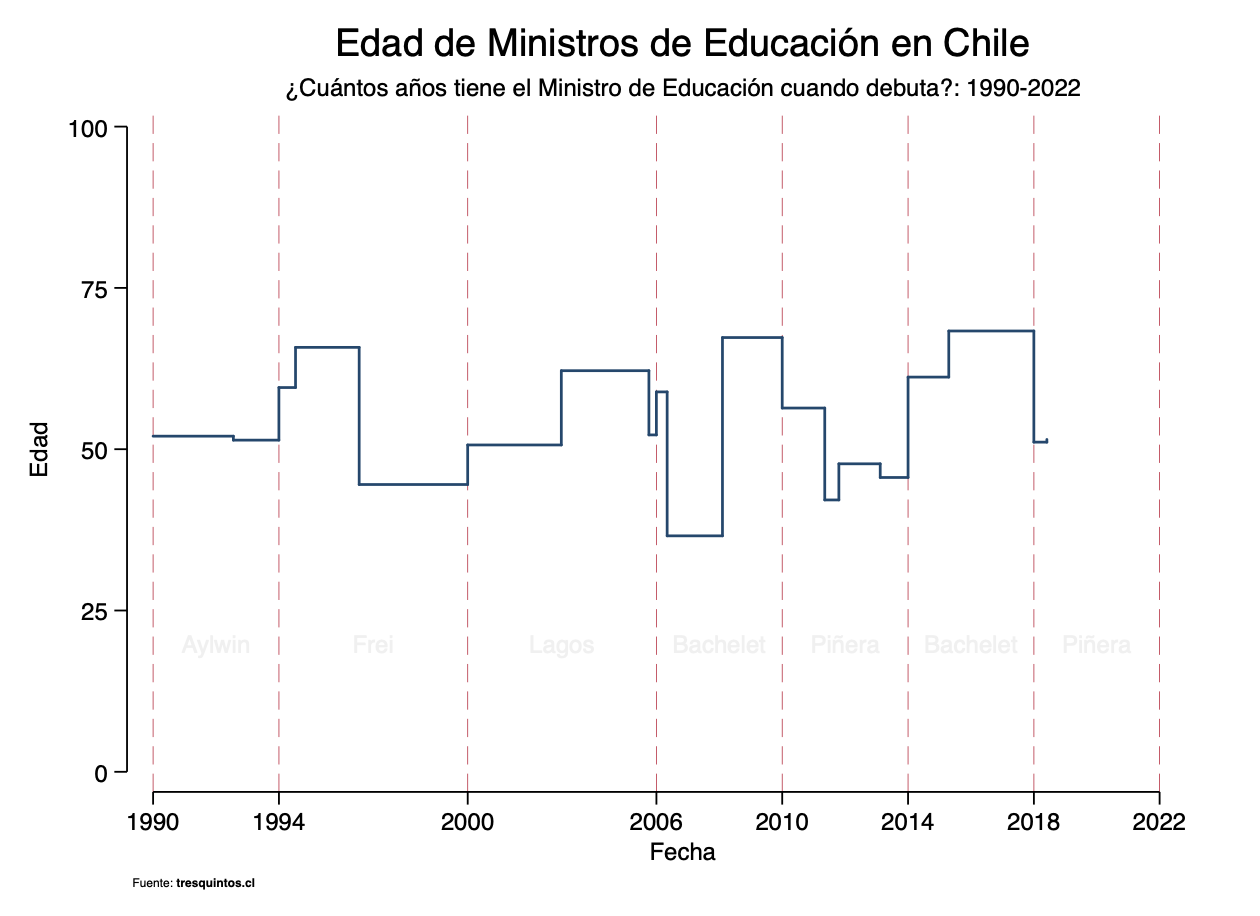 Edad de Ministros de Educación en Chile
¿Cuántos años tiene el Ministro de Educación cuando debuta?: 1990-2022
100
75
50
25
0
Edad
Aylwin Frei Lagos Bachelet Piñera Bachelet Piñera
1990 1994 2000 2006 2010 2014 2018 2022
Fecha
Fuente: tresquintos.cl